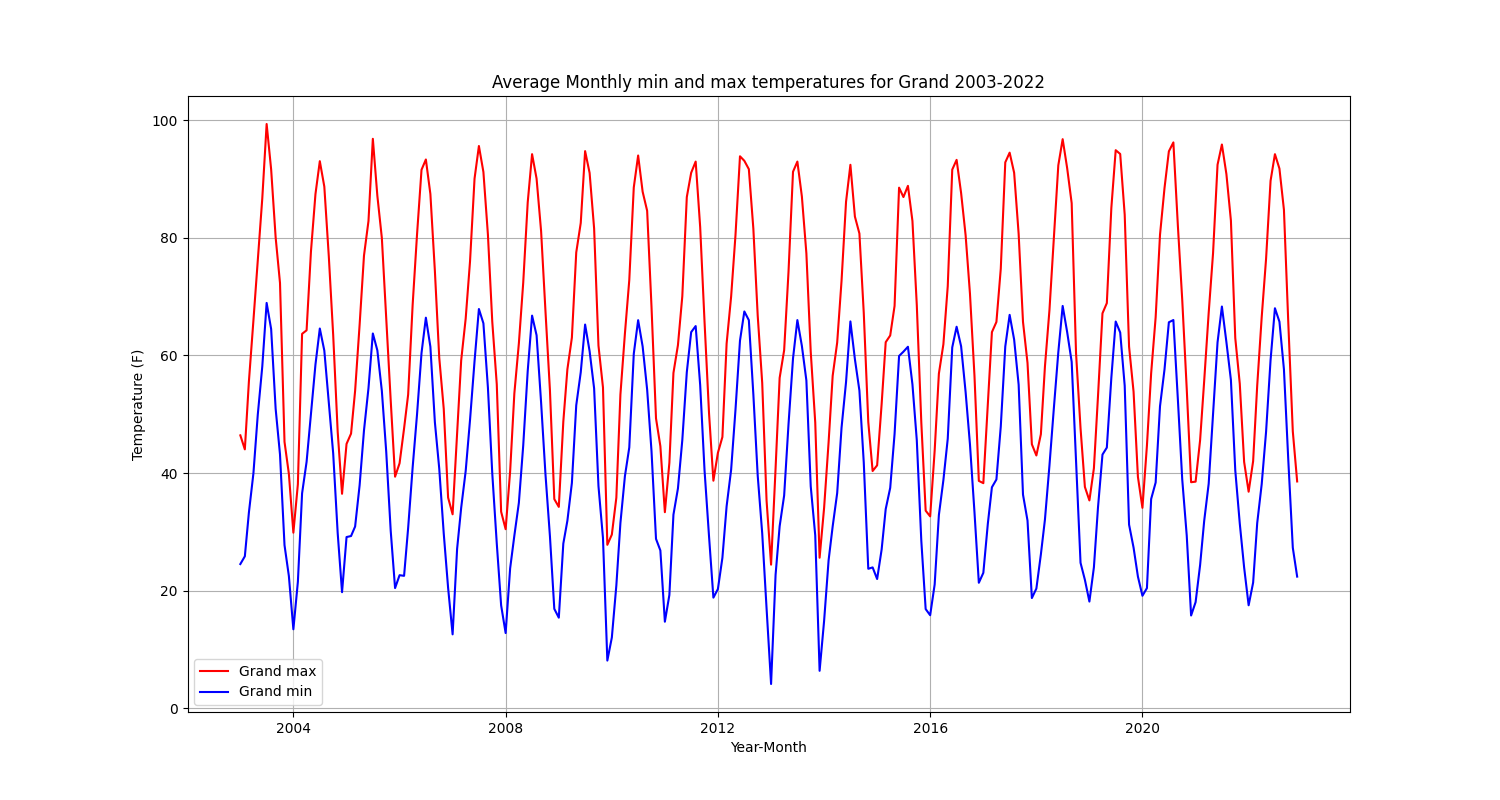 Average Monthly min and max temperatures for Grand 2003-2022
Temperature (F)
100
80
60
40
20
0
Grand max
Grand min
2004 2008 2012 2016 2020
Year-Month